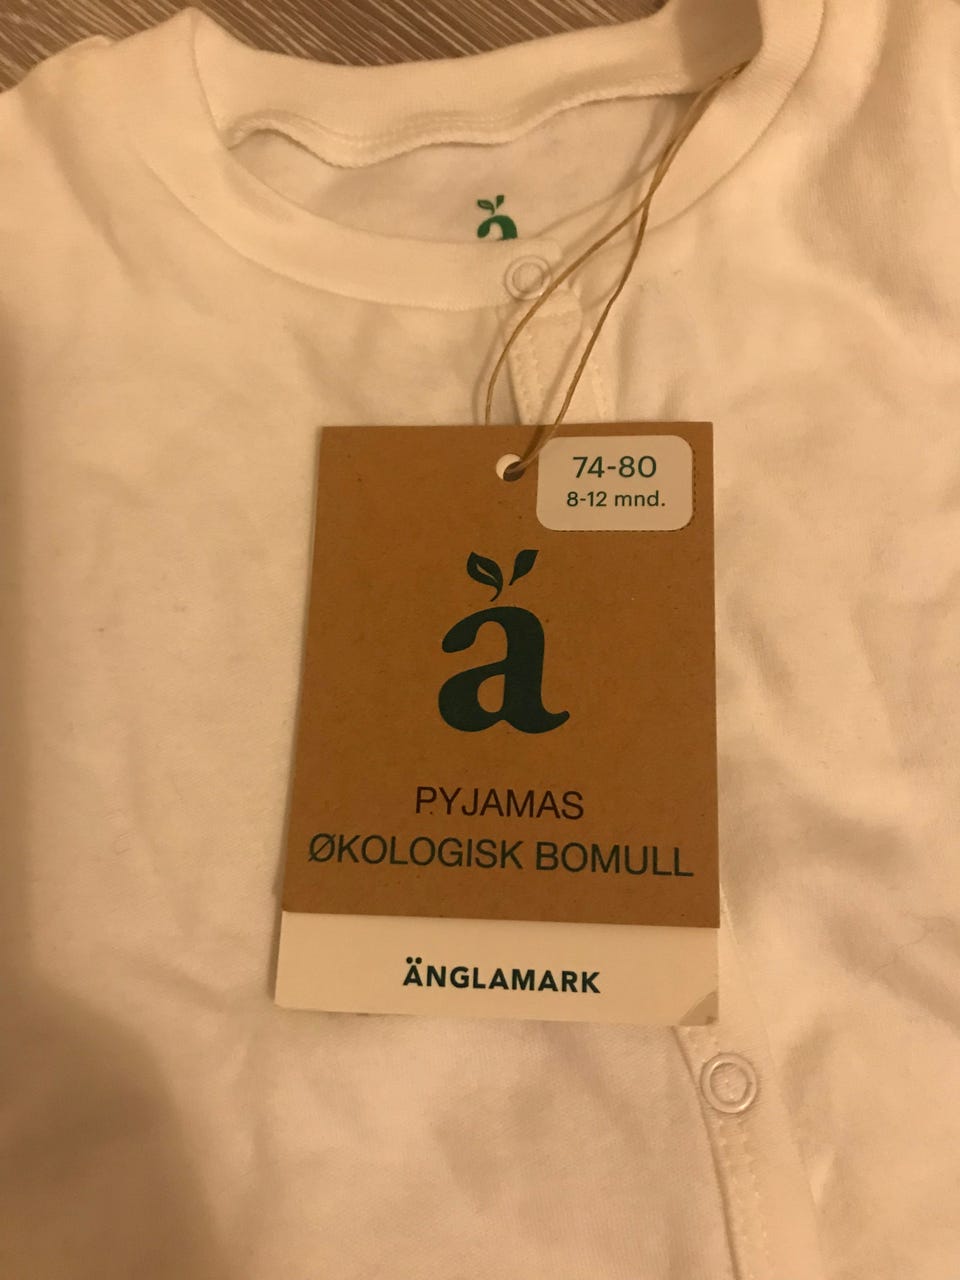 74-80
8-12 mnd.
ä
PYJAMAS
ØKOLOGISK BOMULL
ÄNGLAMARK